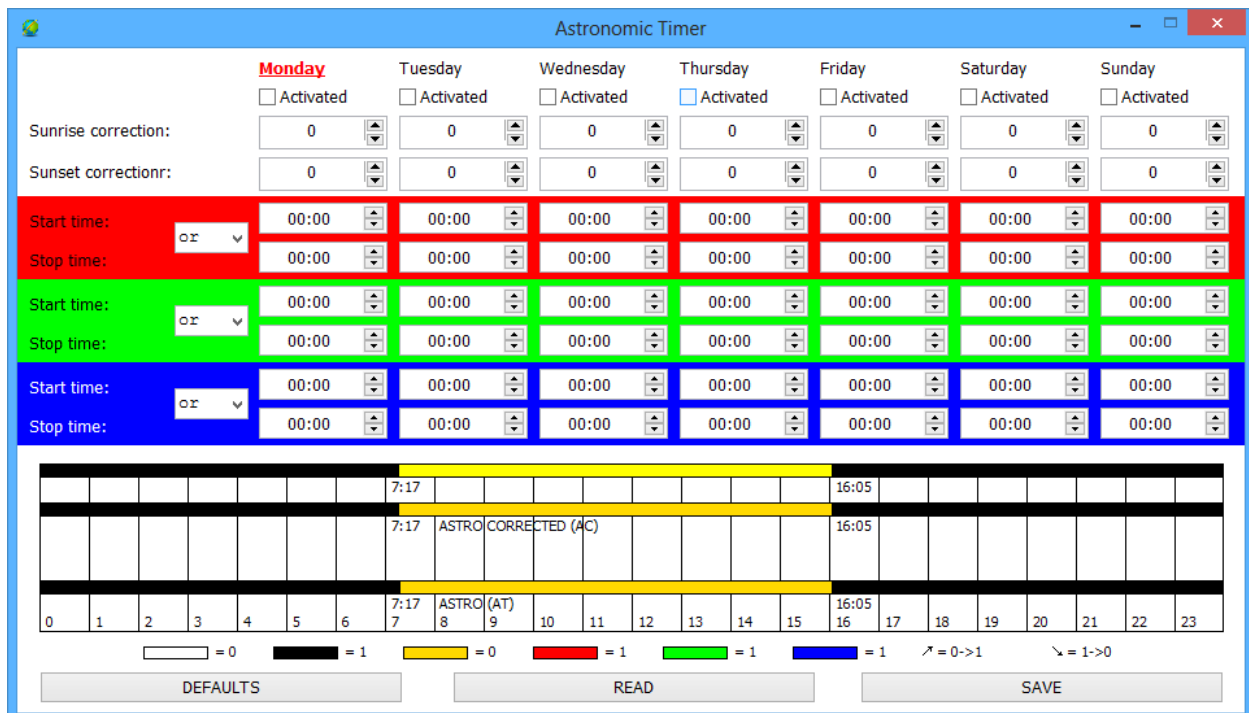 Astronomic Timer
Monday Tuesday Wednesday Thursday Friday Saturday Sunday
Activated Activated Activated Activated Activated Activated Activated
Sunrise correction: 0 0 0 0 0 0 0
Sunset correctionr: 0 0 0 0 0 0 0
Start time: 00:00 00:00 00:00 00:00 00:00 00:00 00:00
or
Stop time: 00:00 00:00 00:00 00:00 00:00 00:00 00:00
Start time: 00:00 00:00 00:00 00:00 00:00 00:00 00:00
or
Stop time: 00:00 00:00 00:00 00:00 00:00 00:00 00:00
Start time: 00:00 00:00 00:00 00:00 00:00 00:00 00:00
or
Stop time: 00:00 00:00 00:00 00:00 00:00 00:00 00:00
7:17 16:05
7:17 ASTRO CORRECTED (AC) 16:05
7:17 ASTRO (AT) 16:05
0 1 2 3 4 5 6 7 8 9 10 11 12 13 14 15 16 17 18 19 20 21 22 23
= 0 = 1 = 0 = 1 = 1 = 1 ↗ = 0->1 ↘ = 1->0
DEFAULTS READ SAVE